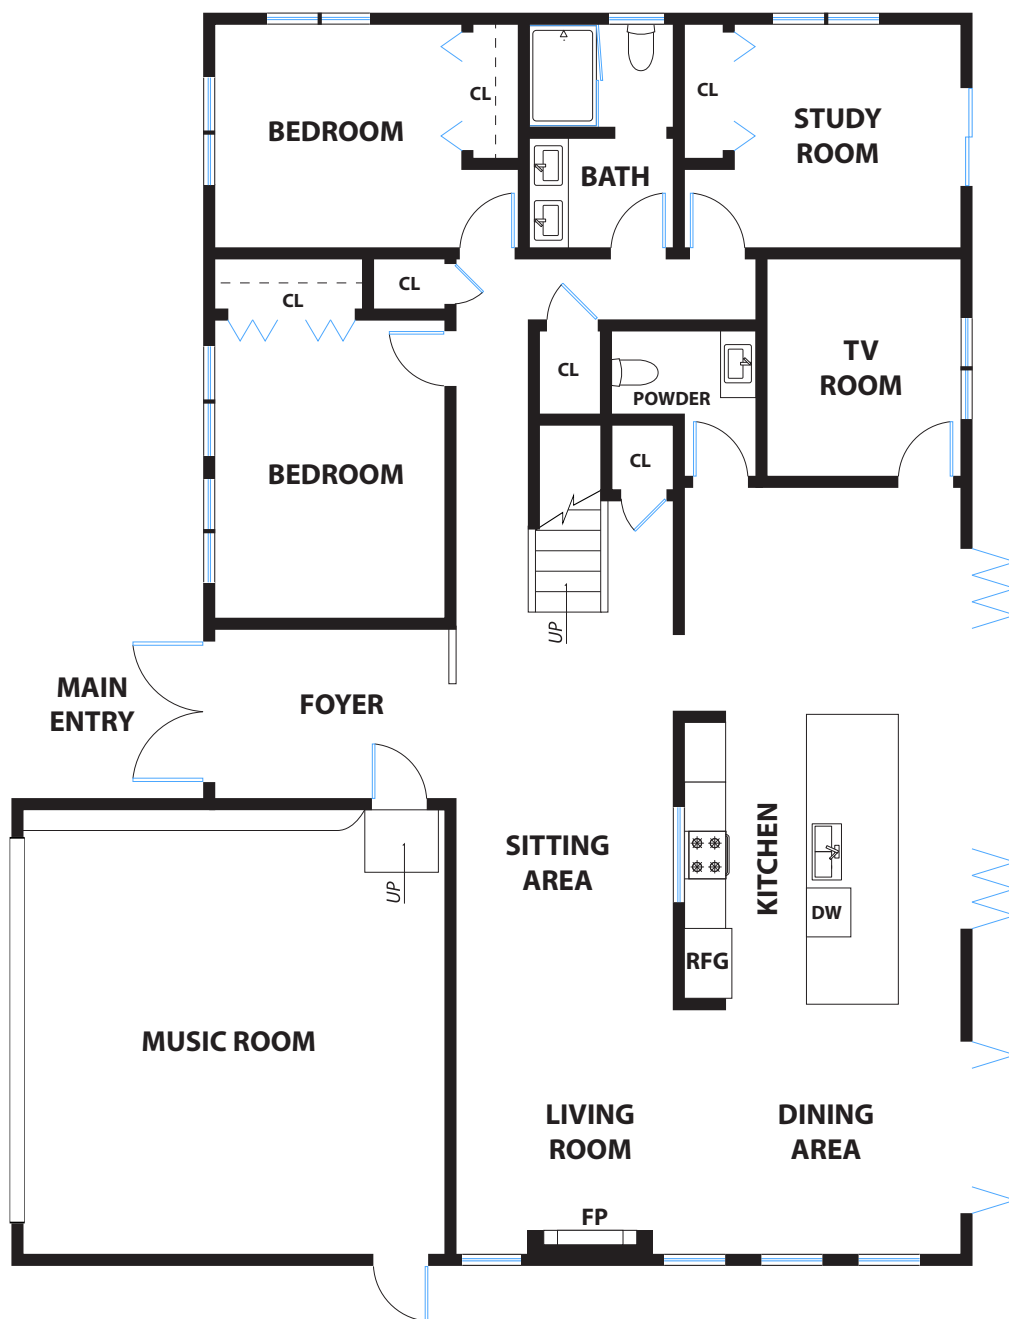 CL
CL
BEDROOM
STUDY
ROOM
BATH
CL
CL
TV
ROOM
CL
POWDER
CL
BEDROOM
UP
MAIN
ENTRY
FOYER
SITTING
AREA
KITCHEN
UP
DW
RFG
MUSIC ROOM
LIVING
ROOM
DINING
AREA
FP